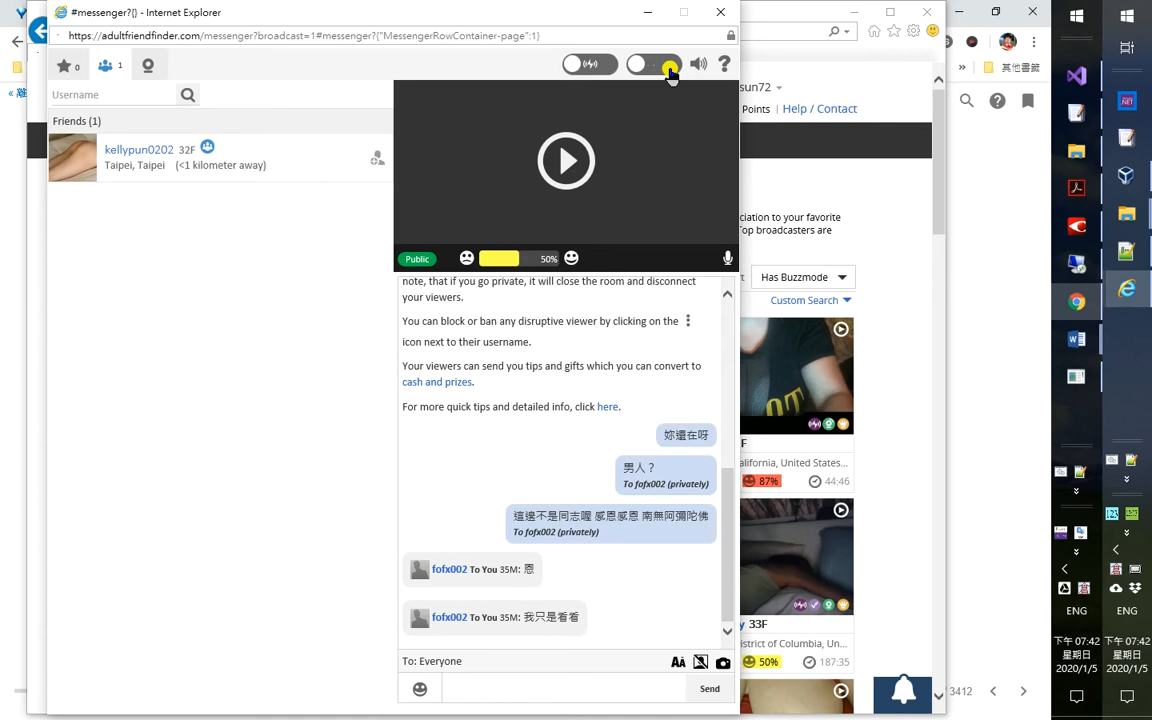 #messenger?{} - Internet Explorer
https://adultfriendfinder.com/messenger?broadcast=1#messenger?{"MessengerRowContainer-page":1}
0
1
Username
Friends (1)
kellypun0202 32F
Taipei, Taipei (<1 kilometer away)
Public
50%
note, that if you go private, it will close the room and disconnect
your viewers.
You can block or ban any disruptive viewer by clicking on the
icon next to their username.
Your viewers can send you tips and gifts which you can convert to
cash and prizes.
For more quick tips and detailed info, click here.
妳還在呀
男人？
To fofx002 (privately)
這邊不是同志喔 感恩感恩 南無阿彌陀佛
To fofx002 (privately)
fofx002 To You 35M: 恩
fofx002 To You 35M: 我只是看看
To: Everyone
Send
sun72
Points | Help / Contact
ciation to your favorite
op broadcasters are
Has Buzzmode
Custom Search
F
alifornia, United States...
87%
44:46
33F
istrict of Columbia, Un...
50%
187:35
其他書籤
3412
ENG
下午 07:42
星期日
2020/1/5
ENG
下午 07:42
星期日
2020/1/5